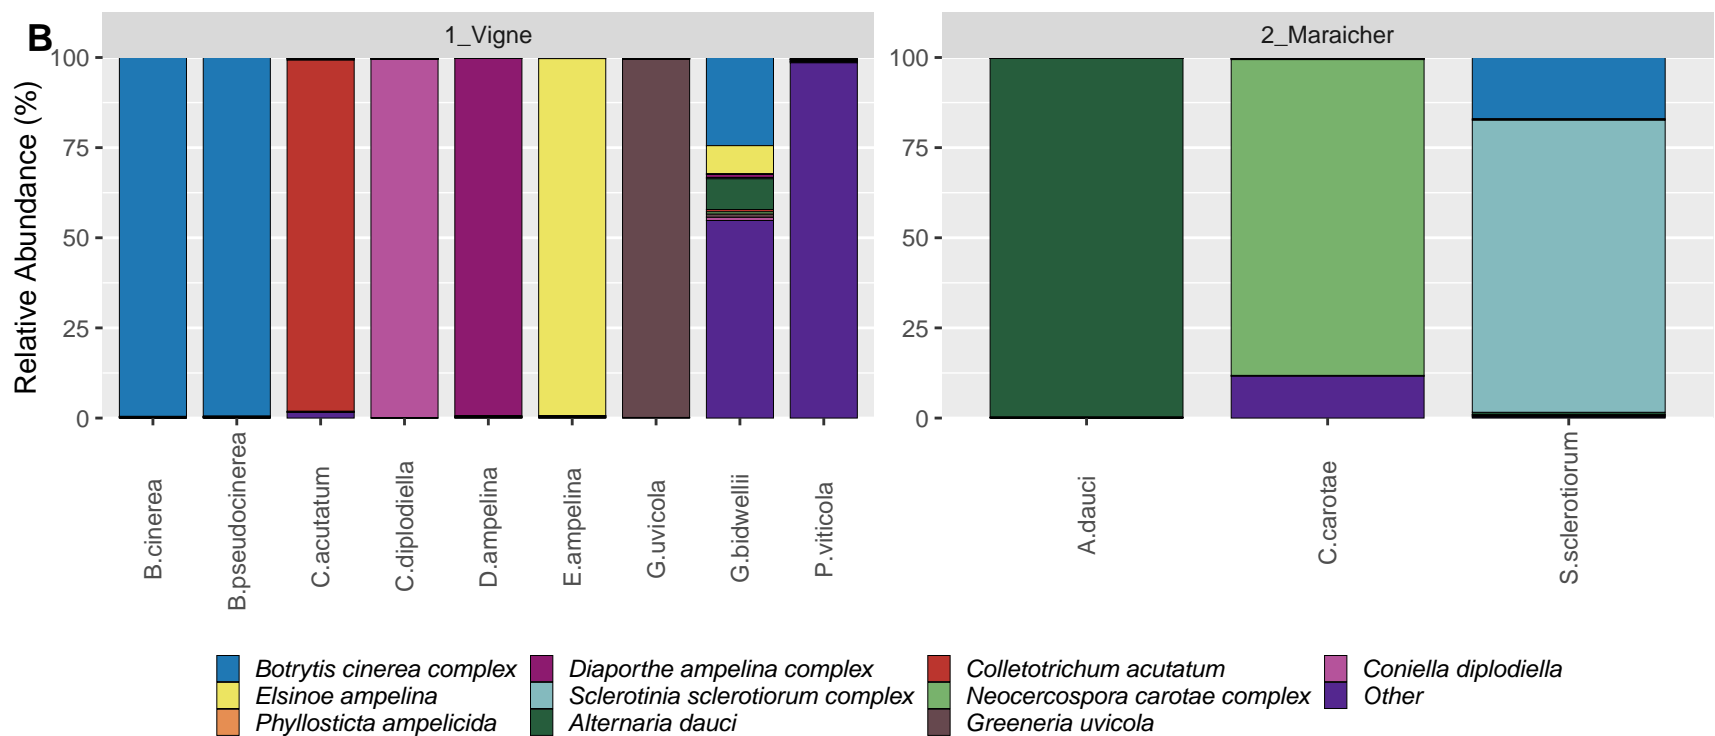 B
1_Vigne
2_Maraicher
Relative Abundance (%)
100
75
50
25
0
100
75
50
25
0
B.cinerea
B.pseudocinerea
C.acutatum
C.diplodiella
D.ampelina
E.ampelina
G.uvicola
G.bidwellii
P.viticola
A.dauci
C.carotae
S.sclerotiorum
Botrytis cinerea complex
Elsinoe ampelina
Phyllosticta ampelicida
Diaporthe ampelina complex
Sclerotinia sclerotiorum complex
Alternaria dauci
Colletotrichum acutatum
Neocercospora carotae complex
Greeneria uvicola
Coniella diplodiella
Other